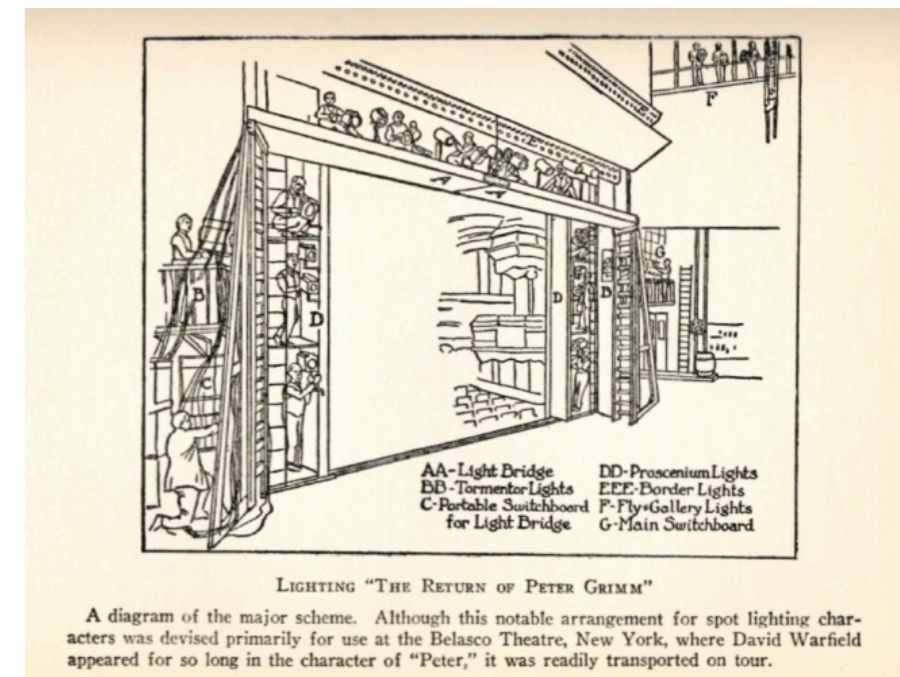 F
E
A A
B
D
D
B
G
C
AA-Light Bridge
BB-Tormentor Lights
C-Portable Switchboard
for Light Bridge
DD-Proscenium Lights
EEE-Border Lights
F-Fly-Gallery Lights
G-Main Switchboard
LIGHTING "THE RETURN OF PETER GRIMM"
A diagram of the major scheme. Although this notable arrangement for spot lighting char-
acters was devised primarily for use at the Belasco Theatre, New York, where David Warfield
appeared for so long in the character of "Peter," it was readily transported on tour.